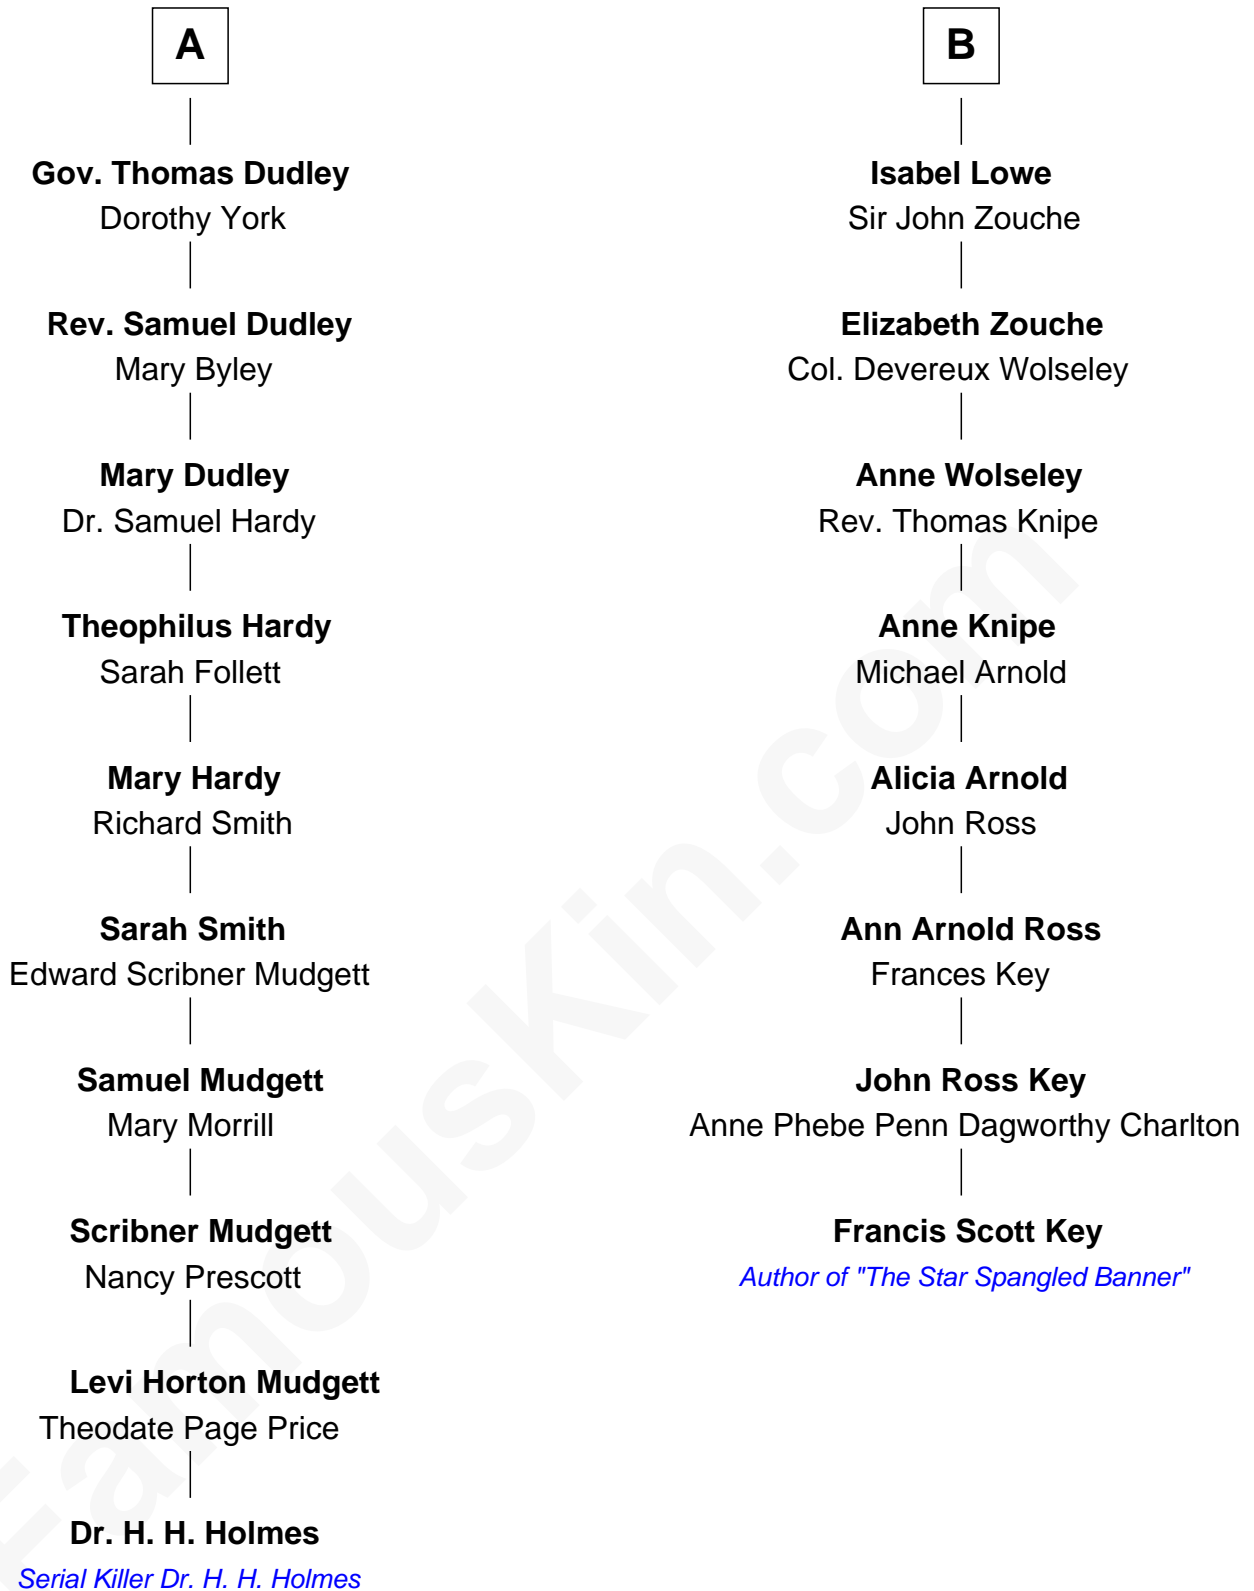 A
Gov. Thomas Dudley
Dorothy York
Rev. Samuel Dudley
Mary Byley
Mary Dudley
Dr. Samuel Hardy
Theophilus Hardy
Sarah Follett
Mary Hardy
Richard Smith
Sarah Smith
Edward Scribner Mudgett
Samuel Mudgett
Mary Morrill
Scribner Mudgett
Nancy Prescott
Levi Horton Mudgett
Theodate Page Price
Dr. H. H. Holmes
Serial Killer Dr. H. H. Holmes
B
Isabel Lowe
Sir John Zouche
Elizabeth Zouche
Col. Devereux Wolseley
Anne Wolseley
Rev. Thomas Knipe
Anne Knipe
Michael Arnold
Alicia Arnold
John Ross
Ann Arnold Ross
Frances Key
John Ross Key
Anne Phebe Penn Dagworthy Charlton
Francis Scott Key
Author of "The Star Spangled Banner"
FamousKin.com